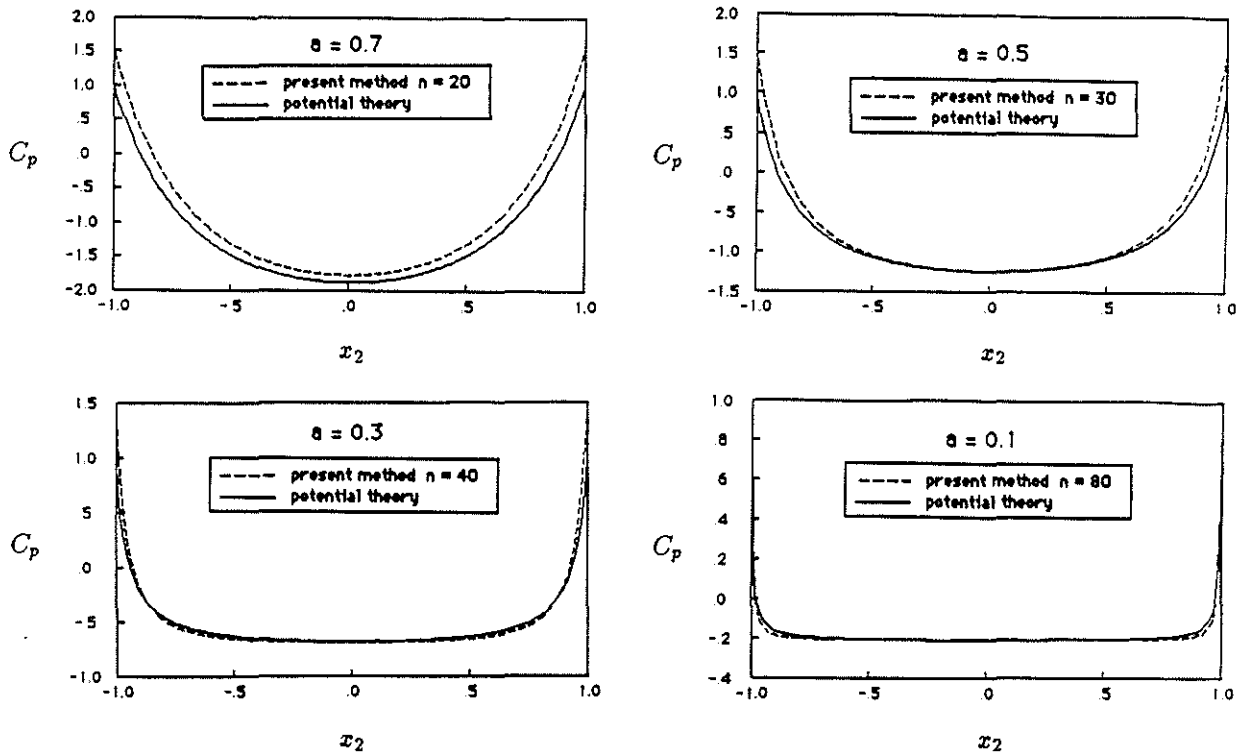 2.0
1.5
1.0
.5
.0
-.5
-1.0
-1.5
-2.0
C_p
a = 0.7
present method n = 20
potential theory
-1.0 -.5 .0 0.5 1.0
x_2
2.0
1.5
1.0
.5
.0
-.5
-1.0
-1.5
C_p
a = 0.5
present method n = 30
potential theory
-1.0 -.5 .0 .5 1.0
x_2
1.5
1.0
.5
.0
-.5
-1.0
C_p
a = 0.3
present method n = 40
potential theory
-1.0 -.5 .0 .5 1.0
x_2
1.0
.8
.6
.4
.2
.0
-.2
-.4
C_p
a = 0.1
present method n = 80
potential theory
-1.0 -.5 .0 .5 1.0
x_2